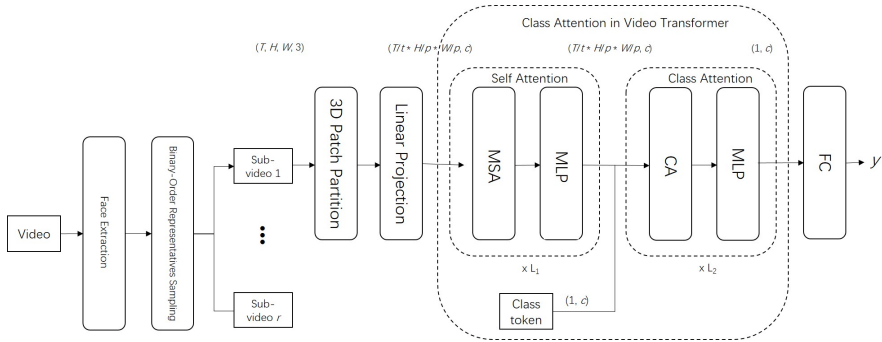 Class Attention in Video Transformer
(T, H, W, 3)
(T/t * H/p * W/p, c)
(T/t * H/p * W/p, c)
(1, c)
Self Attention
Class Attention
Video
Face Extraction
Binary-Order Representatives Sampling
Sub-
video 1
Sub-
video r
3D Patch Partition
Linear Projection
MSA
MLP
CA
MLP
FC
y
x L₁
x L₂
Class
token
(1, c)